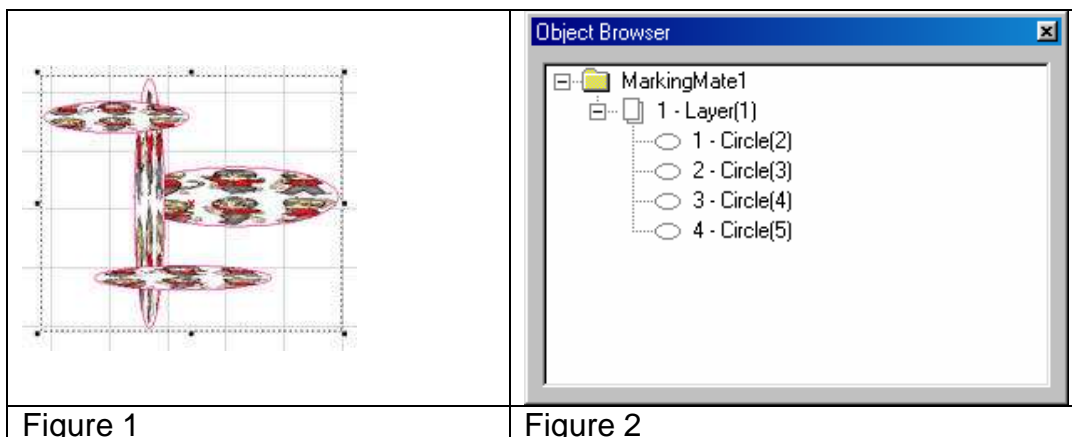 Object Browser
MarkingMate1
1 - Layer(1)
1 - Circle(2)
2 - Circle(3)
3 - Circle(4)
4 - Circle(5)
Figure 1
Figure 2